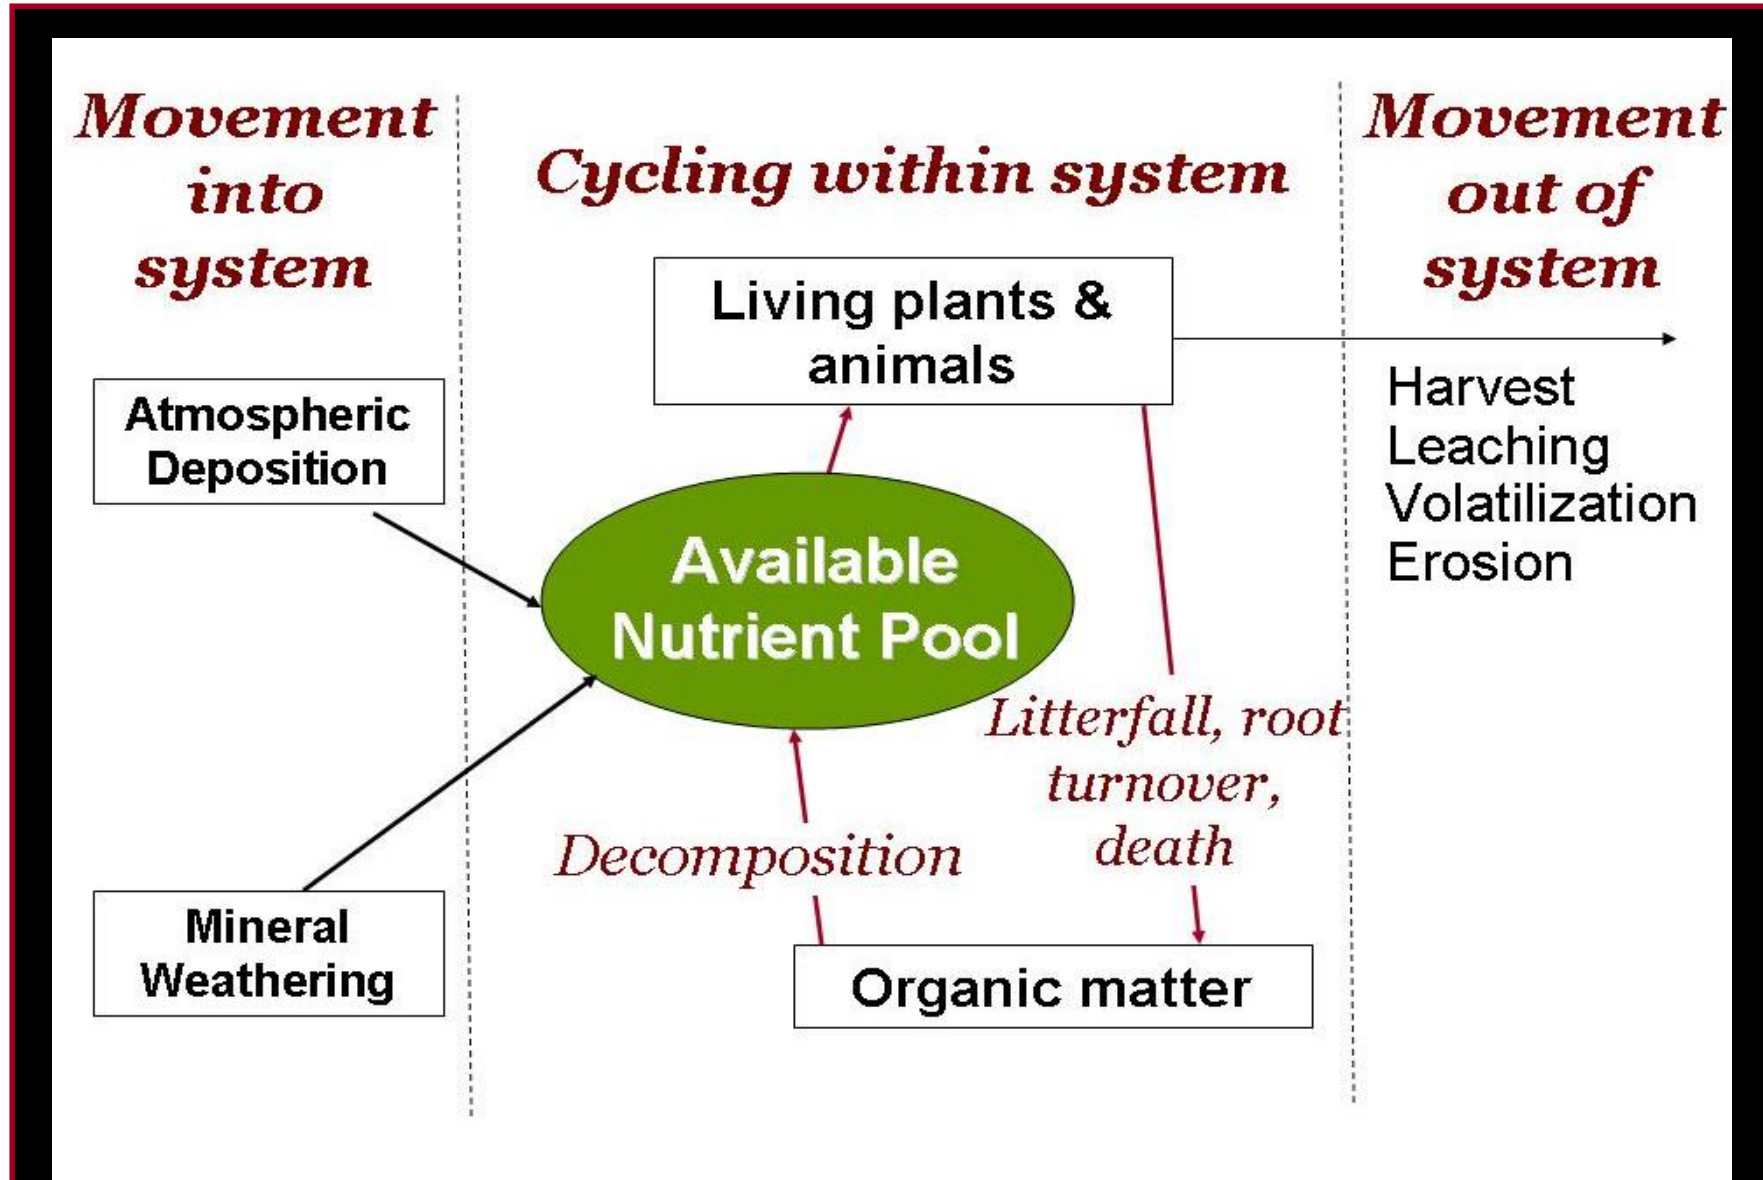 Movement
into
system
Cycling within system
Movement
out of
system
Living plants &
animals
Atmospheric
Deposition
Harvest
Leaching
Volatilization
Erosion
Available
Nutrient Pool
Litterfall, root
turnover,
death
Decomposition
Mineral
Weathering
Organic matter